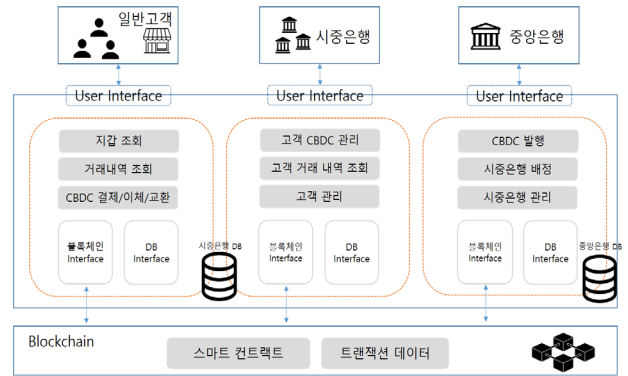 일반고객
시중은행
중앙은행
User Interface
User Interface
User Interface
지갑 조회
거래내역 조회
CBDC 결제/이체/교환
블록체인
Interface
DB
Interface
시중은행 DB
고객 CBDC 관리
고객 거래 내역 조회
고객 관리
블록체인
Interface
DB
Interface
CBDC 발행
시중은행 배정
시중은행 관리
블록체인
Interface
DB
Interface
중앙은행 DB
Blockchain
스마트 컨트랙트
트랜잭션 데이터